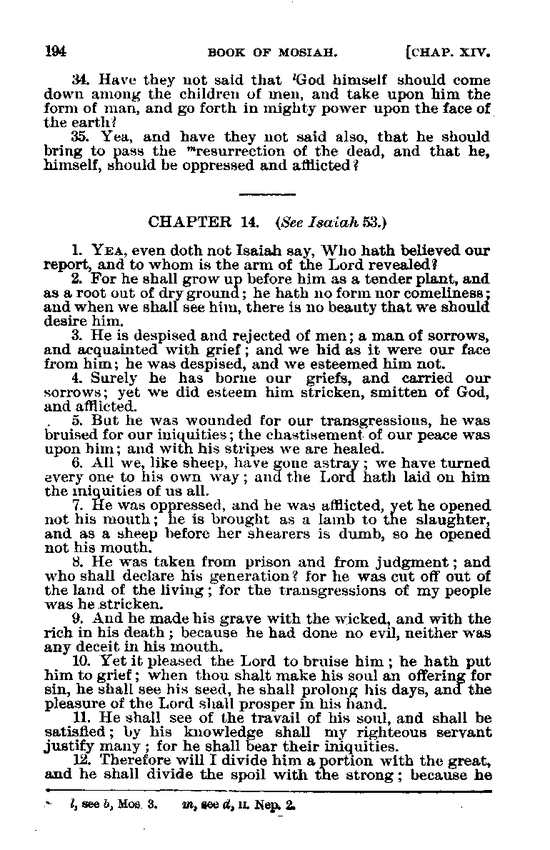 194 BOOK OF MOSIAH. [CHAP. XIV.
34. Have they not said that ˡGod himself should come
down among the children of men, and take upon him the
form of man, and go forth in mighty power upon the face of
the earth?
35. Yea, and have they not said also, that he should
bring to pass the ᵐresurrection of the dead, and that he,
himself, should be oppressed and afflicted?
CHAPTER 14. (See Isaiah 53.)
1. YEA, even doth not Isaiah say, Who hath believed our
report, and to whom is the arm of the Lord revealed?
2. For he shall grow up before him as a tender plant, and
as a root out of dry ground; he hath no form nor comeliness;
and when we shall see him, there is no beauty that we should
desire him.
3. He is despised and rejected of men; a man of sorrows,
and acquainted with grief; and we hid as it were our face
from him; he was despised, and we esteemed him not.
4. Surely he has borne our griefs, and carried our
sorrows; yet we did esteem him stricken, smitten of God,
and afflicted.
5. But he was wounded for our transgressions, he was
bruised for our iniquities; the chastisement of our peace was
upon him; and with his stripes we are healed.
6. All we, like sheep, have gone astray; we have turned
every one to his own way; and the Lord hath laid on him
the iniquities of us all.
7. He was oppressed, and he was afflicted, yet he opened
not his mouth; he is brought as a lamb to the slaughter,
and as a sheep before her shearers is dumb, so he opened
not his mouth.
8. He was taken from prison and from judgment; and
who shall declare his generation? for he was cut off out of
the land of the living; for the transgressions of my people
was he stricken.
9. And he made his grave with the wicked, and with the
rich in his death; because he had done no evil, neither was
any deceit in his mouth.
10. Yet it pleased the Lord to bruise him; he hath put
him to grief; when thou shalt make his soul an offering for
sin, he shall see his seed, he shall prolong his days, and the
pleasure of the Lord shall prosper in his hand.
11. He shall see of the travail of his soul, and shall be
satisfied; by his knowledge shall my righteous servant
justify many; for he shall bear their iniquities.
12. Therefore will I divide him a portion with the great,
and he shall divide the spoil with the strong; because he
l, see b, Mos. 3. m, see d, II. Nep. 2.